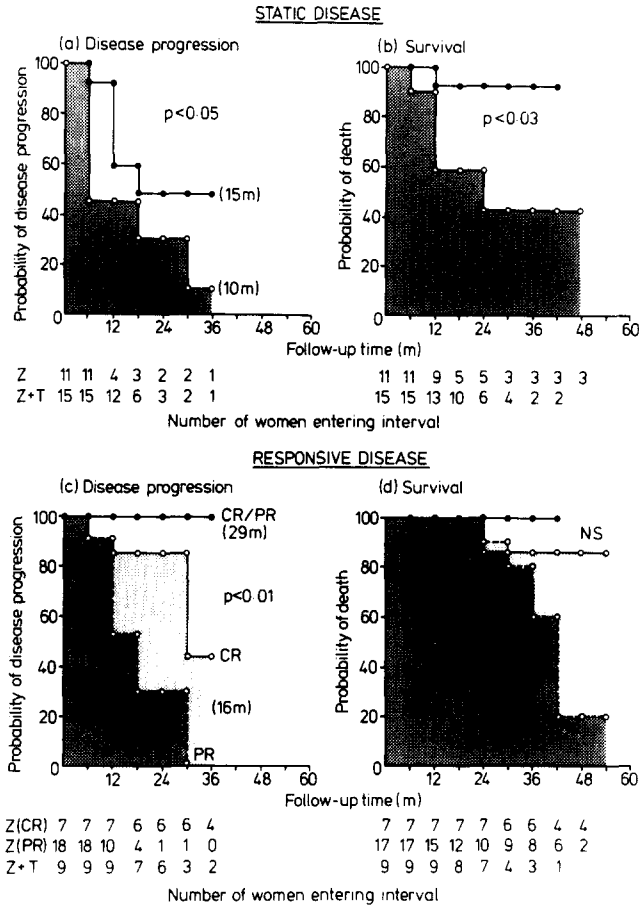 STATIC DISEASE
(a) Disease progression
(b) Survival
Probability of disease progression
100
80
60
40
20
0
p<0·05
(15m)
(10m)
12 24 36 48 60
Probability of death
100
80
60
40
20
0
p<0·03
12 24 36 48 60
Follow-up time (m)
Z 11 11 4 3 2 2 1 11 11 9 5 5 3 3 3 3
Z+T 15 15 12 6 3 2 1 15 15 13 10 6 4 2 2
Number of women entering interval
RESPONSIVE DISEASE
(c) Disease progression
(d) Survival
Probability of disease progression
100
80
60
40
20
0
CR/PR
(29m)
p<0·01
CR
(16m)
PR
12 24 36 48 60
Probability of death
100
80
60
40
20
0
NS
12 24 36 48 60
Follow-up time (m)
Z(CR) 7 7 7 6 6 6 4 7 7 7 7 7 6 6 4 4
Z(PR) 18 18 10 4 1 1 0 17 17 15 12 10 9 8 6 2
Z+T 9 9 9 7 6 3 2 9 9 9 8 7 4 3 1
Number of women entering interval